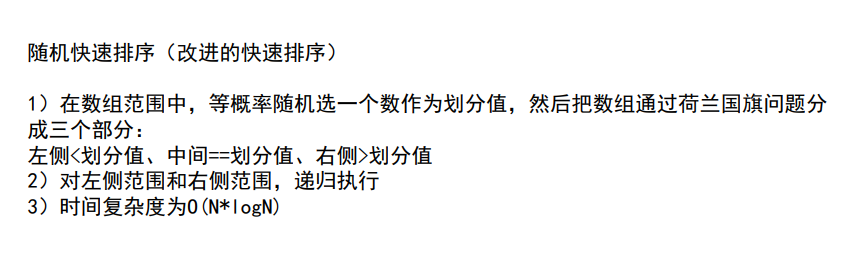 随机快速排序（改进的快速排序）
1）在数组范围中，等概率随机选一个数作为划分值，然后把数组通过荷兰国旗问题分
成三个部分：
左侧<划分值、中间==划分值、右侧>划分值
2）对左侧范围和右侧范围，递归执行
3）时间复杂度为O(N*logN)